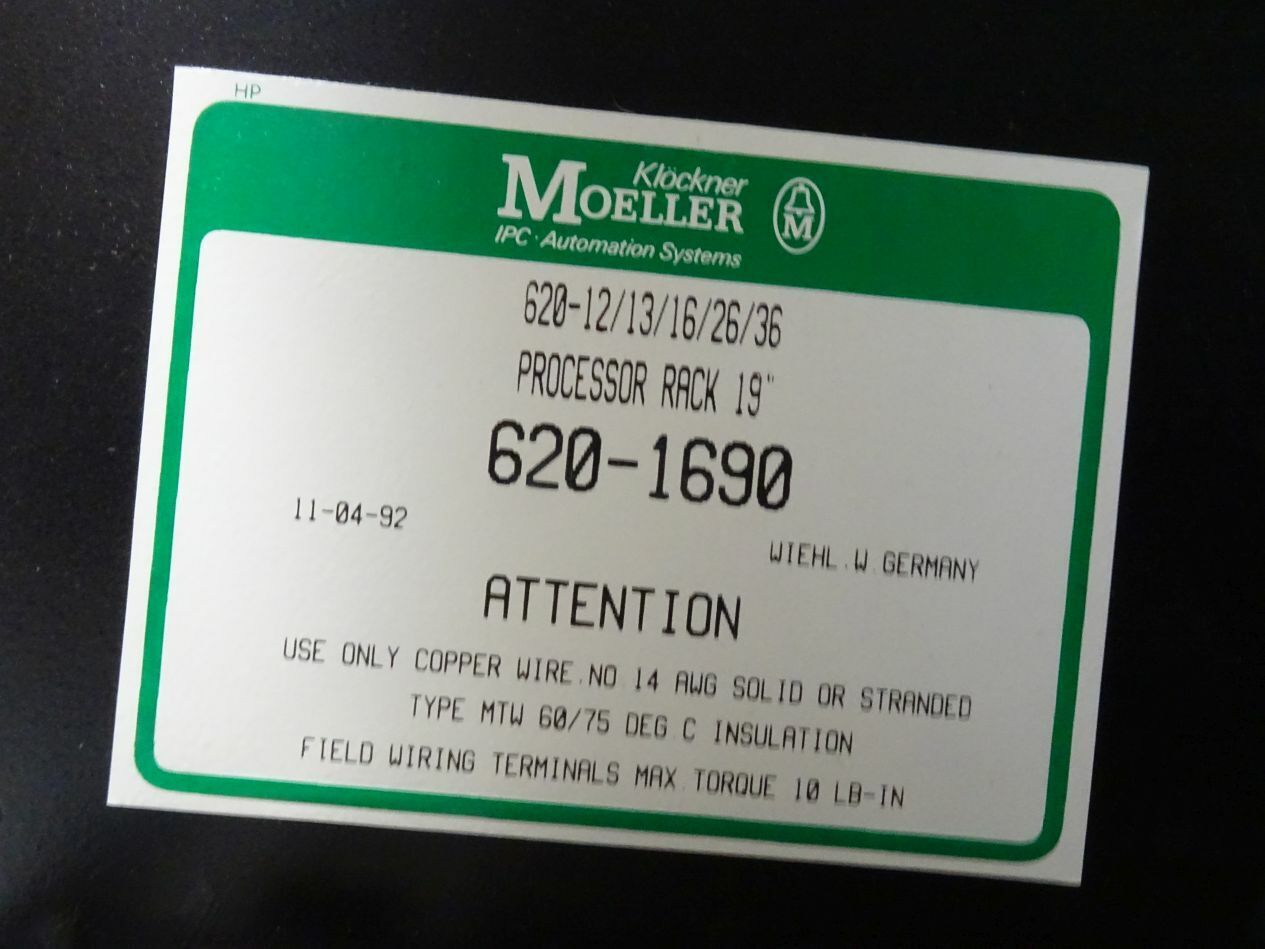 HP
Klöckner
MOELLER
M
IPC · Automation Systems
620-12/13/16/26/36
PROCESSOR RACK 19"
620-1690
11-04-92
WIEHL.W.GERMANY
ATTENTION
USE ONLY COPPER WIRE.NO 14 AWG SOLID OR STRANDED
TYPE MTW 60/75 DEG.C INSULATION
FIELD WIRING TERMINALS MAX.TORQUE 10 LB-IN